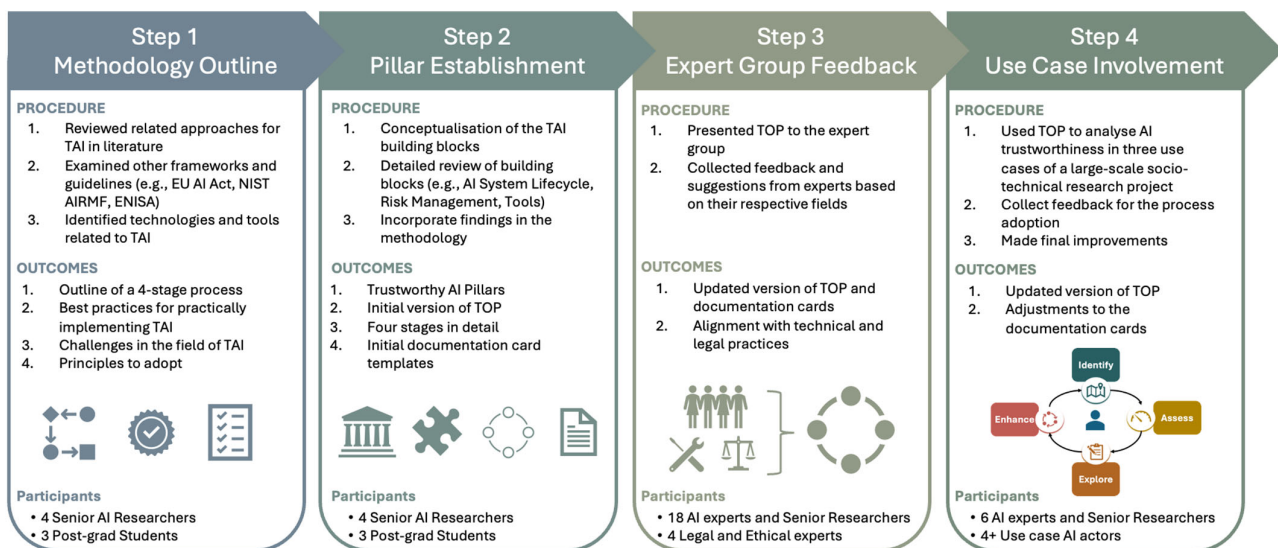 Step 1
Methodology Outline
PROCEDURE
1. Reviewed related approaches for
TAI in literature
2. Examined other frameworks and
guidelines (e.g., EU AI Act, NIST
AIRMF, ENISA)
3. Identified technologies and tools
related to TAI
OUTCOMES
1. Outline of a 4-stage process
2. Best practices for practically
implementing TAI
3. Challenges in the field of TAI
4. Principles to adopt
Participants
• 4 Senior AI Researchers
• 3 Post-grad Students
Step 2
Pillar Establishment
PROCEDURE
1. Conceptualisation of the TAI
building blocks
2. Detailed review of building
blocks (e.g., AI System Lifecycle,
Risk Management, Tools)
3. Incorporate findings in the
methodology
OUTCOMES
1. Trustworthy AI Pillars
2. Initial version of TOP
3. Four stages in detail
4. Initial documentation card
templates
Participants
• 4 Senior AI Researchers
• 3 Post-grad Students
Step 3
Expert Group Feedback
PROCEDURE
1. Presented TOP to the expert
group
2. Collected feedback and
suggestions from experts based
on their respective fields
OUTCOMES
1. Updated version of TOP and
documentation cards
2. Alignment with technical and
legal practices
Participants
• 18 AI experts and Senior Researchers
• 4 Legal and Ethical experts
Step 4
Use Case Involvement
PROCEDURE
1. Used TOP to analyse AI
trustworthiness in three use
cases of a large-scale socio-
technical research project
2. Collect feedback for the process
adoption
3. Made final improvements
OUTCOMES
1. Updated version of TOP
2. Adjustments to the
documentation cards
Identify
Enhance
Assess
Explore
Participants
• 6 AI experts and Senior Researchers
• 4+ Use case AI actors